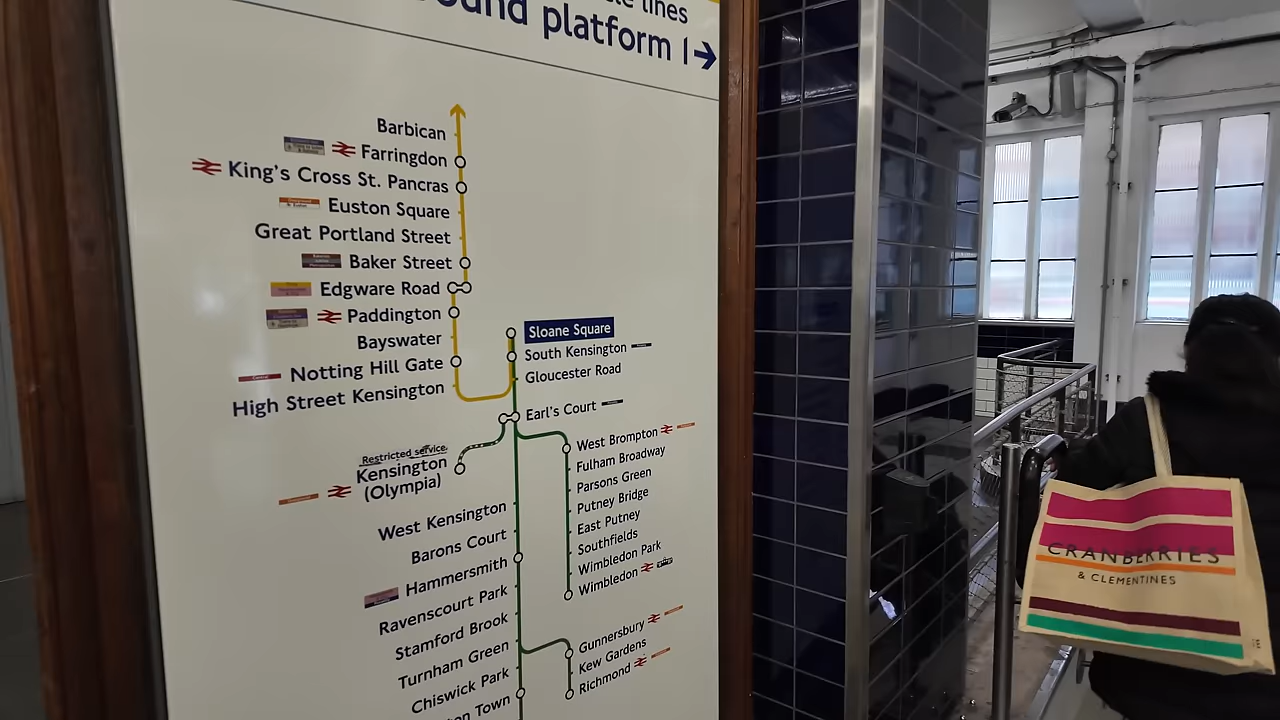 lines
platform 1
Barbican
Farringdon
King's Cross St. Pancras
Euston Square
Great Portland Street
Baker Street
Edgware Road
Paddington
Bayswater
Notting Hill Gate
High Street Kensington
Sloane Square
South Kensington
Gloucester Road
Earl's Court
Restricted service
Kensington
(Olympia)
West Brompton
Fulham Broadway
Parsons Green
Putney Bridge
East Putney
Southfields
Wimbledon Park
Wimbledon
West Kensington
Barons Court
Hammersmith
Ravenscourt Park
Stamford Brook
Turnham Green
Chiswick Park
Town
Gunnersbury
Kew Gardens
Richmond
CRANBERRIES
& CLEMENTINES